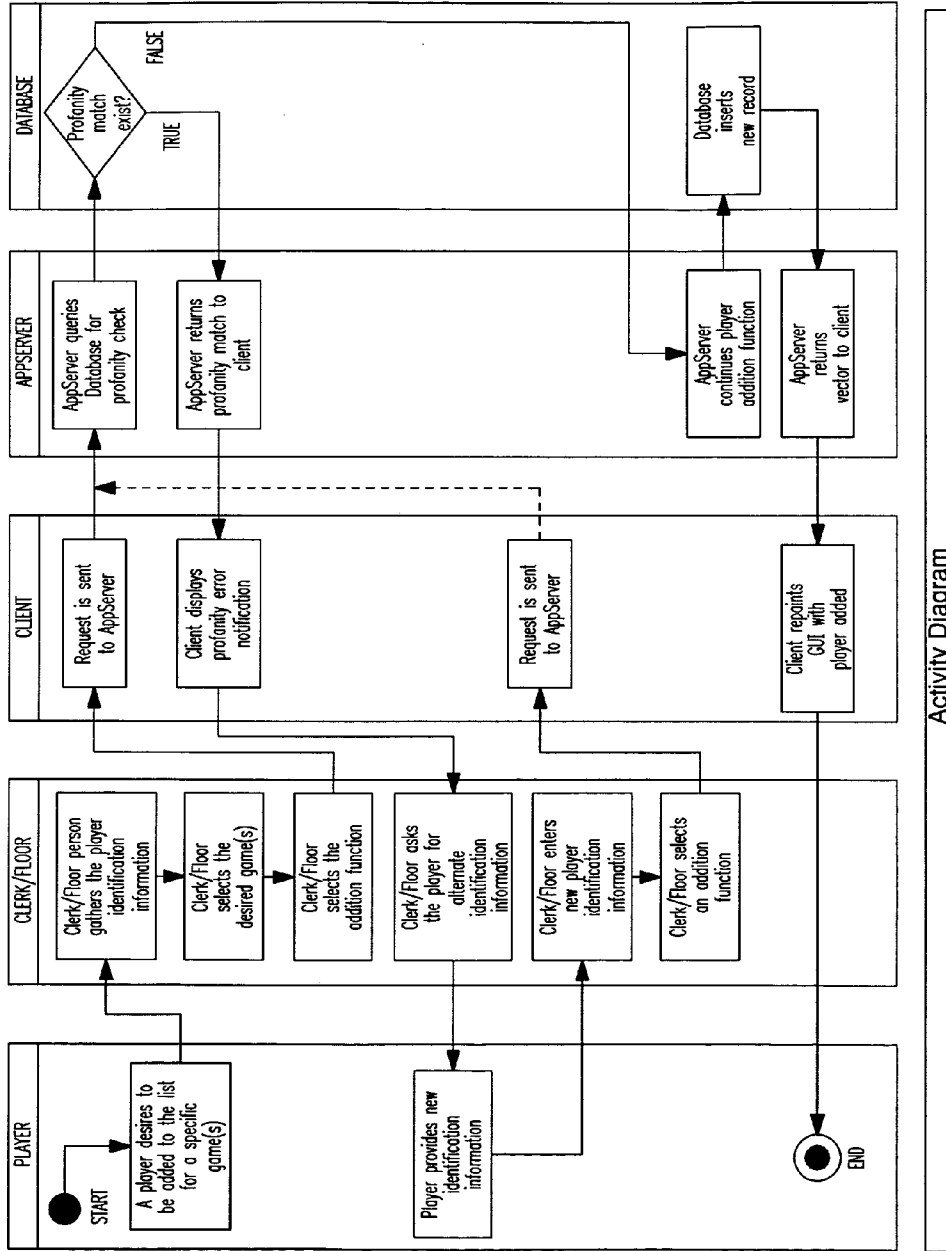 PLAYER
START
A player desires to
be added to the list
for a specific
game(s)
Player provides new
identification
information
END
CLERK/FLOOR
Clerk/Floor person
gathers the player
identification
information
Clerk/Floor
selects the
desired game(s)
Clerk/Floor
selects the
addition function
Clerk/Floor asks
the player for
alternate
identification
information
Clerk/Floor enters
new player
identification
information
Clerk/Floor selects
an addition
function
CLIENT
Request is sent
to AppServer
Client displays
profanity error
notification
Request is sent
to AppServer
Client repaints
GUI with
player added
APPSERVER
AppServer queries
Database for
profanity check
AppServer returns
profanity match to
client
AppServer
continues player
addition function
AppServer
returns
vector to client
DATABASE
Profanity
match
exist?
TRUE
FALSE
Database
inserts
new record
Activity Diagram